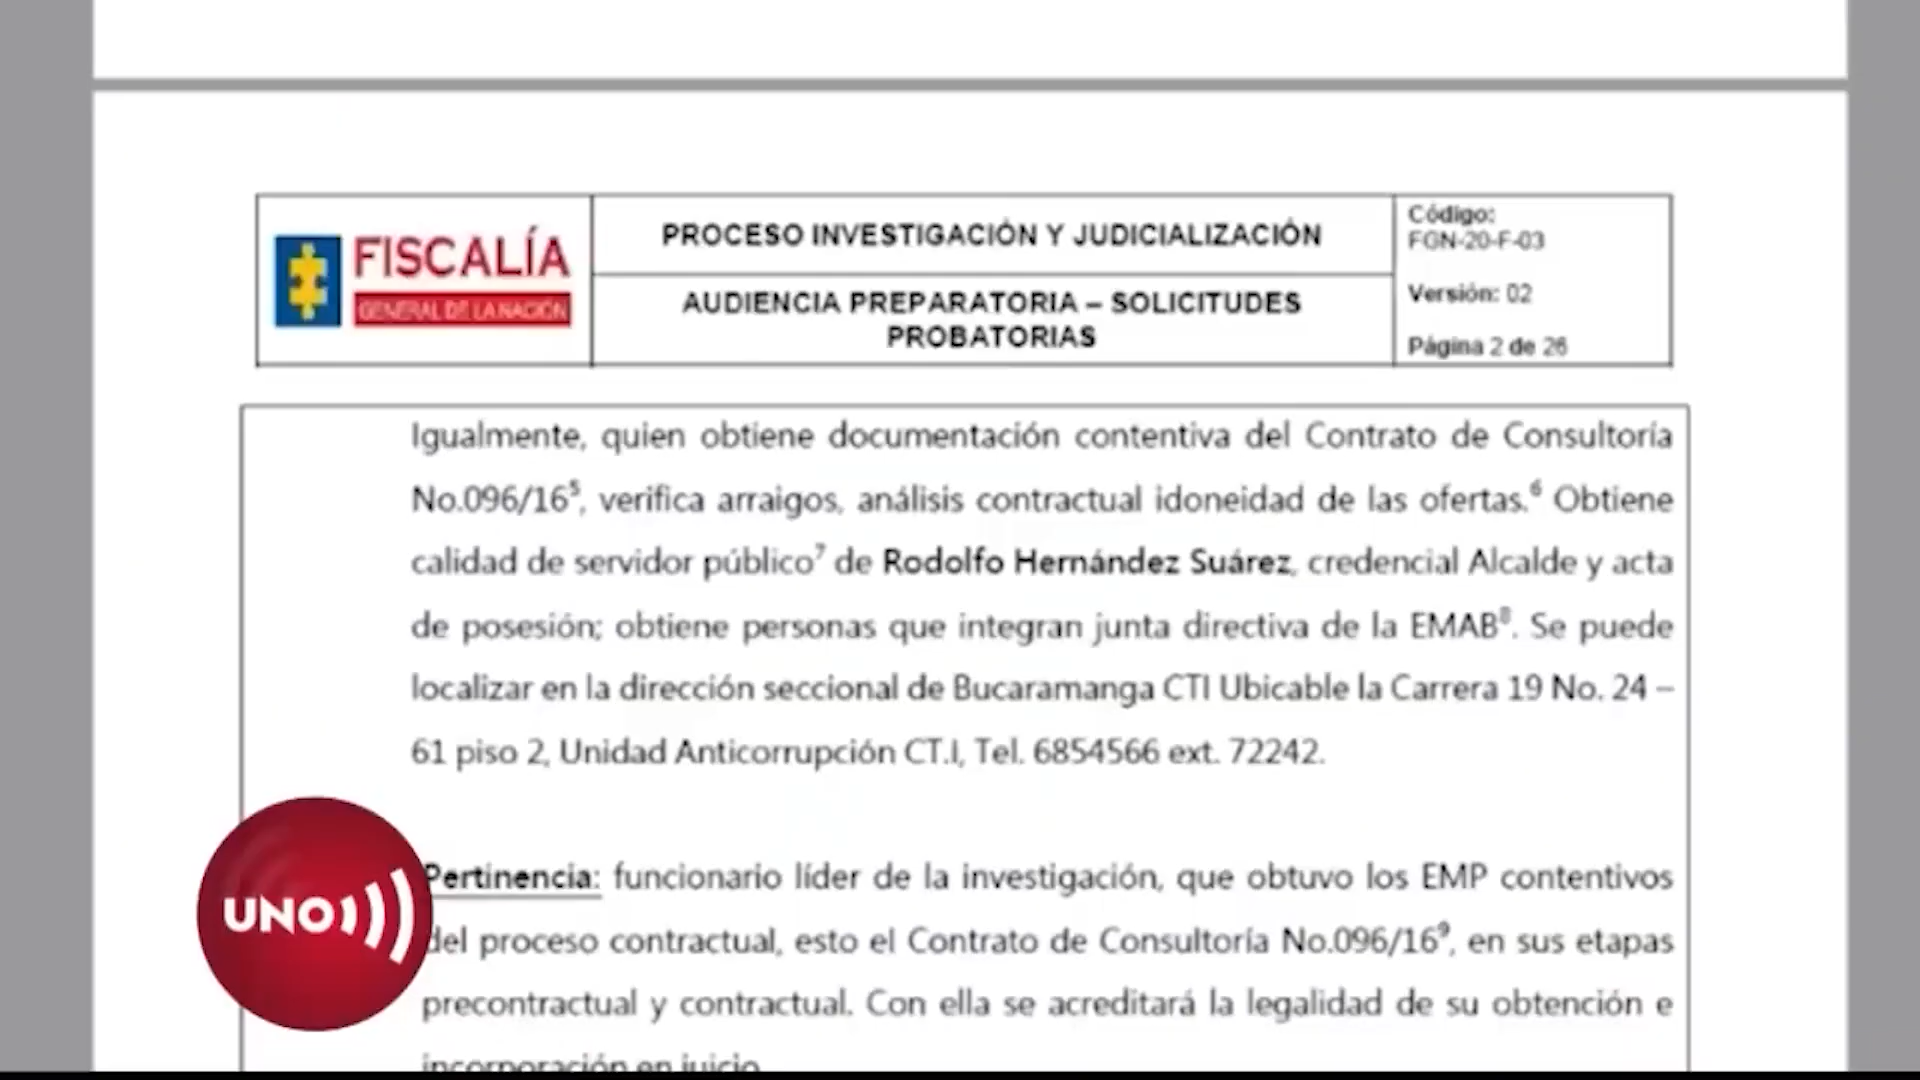 FISCALÍA
GENERAL DE LA NACIÓN
PROCESO INVESTIGACIÓN Y JUDICIALIZACIÓN
AUDIENCIA PREPARATORIA – SOLICITUDES
PROBATORIAS
Código:
FGN-20-F-03
Versión: 02
Página 2 de 26
Igualmente, quien obtiene documentación contentiva del Contrato de Consultoría
No.096/16⁵, verifica arraigos, análisis contractual idoneidad de las ofertas.⁶ Obtiene
calidad de servidor público⁷ de Rodolfo Hernández Suárez, credencial Alcalde y acta
de posesión; obtiene personas que integran junta directiva de la EMAB⁸. Se puede
localizar en la dirección seccional de Bucaramanga CTI Ubicable la Carrera 19 No. 24 –
61 piso 2, Unidad Anticorrupción CT.I, Tel. 6854566 ext. 72242.
Pertinencia: funcionario líder de la investigación, que obtuvo los EMP contentivos
del proceso contractual, esto el Contrato de Consultoría No.096/16⁹, en sus etapas
precontractual y contractual. Con ella se acreditará la legalidad de su obtención e
incorporación en juicio.
UNO